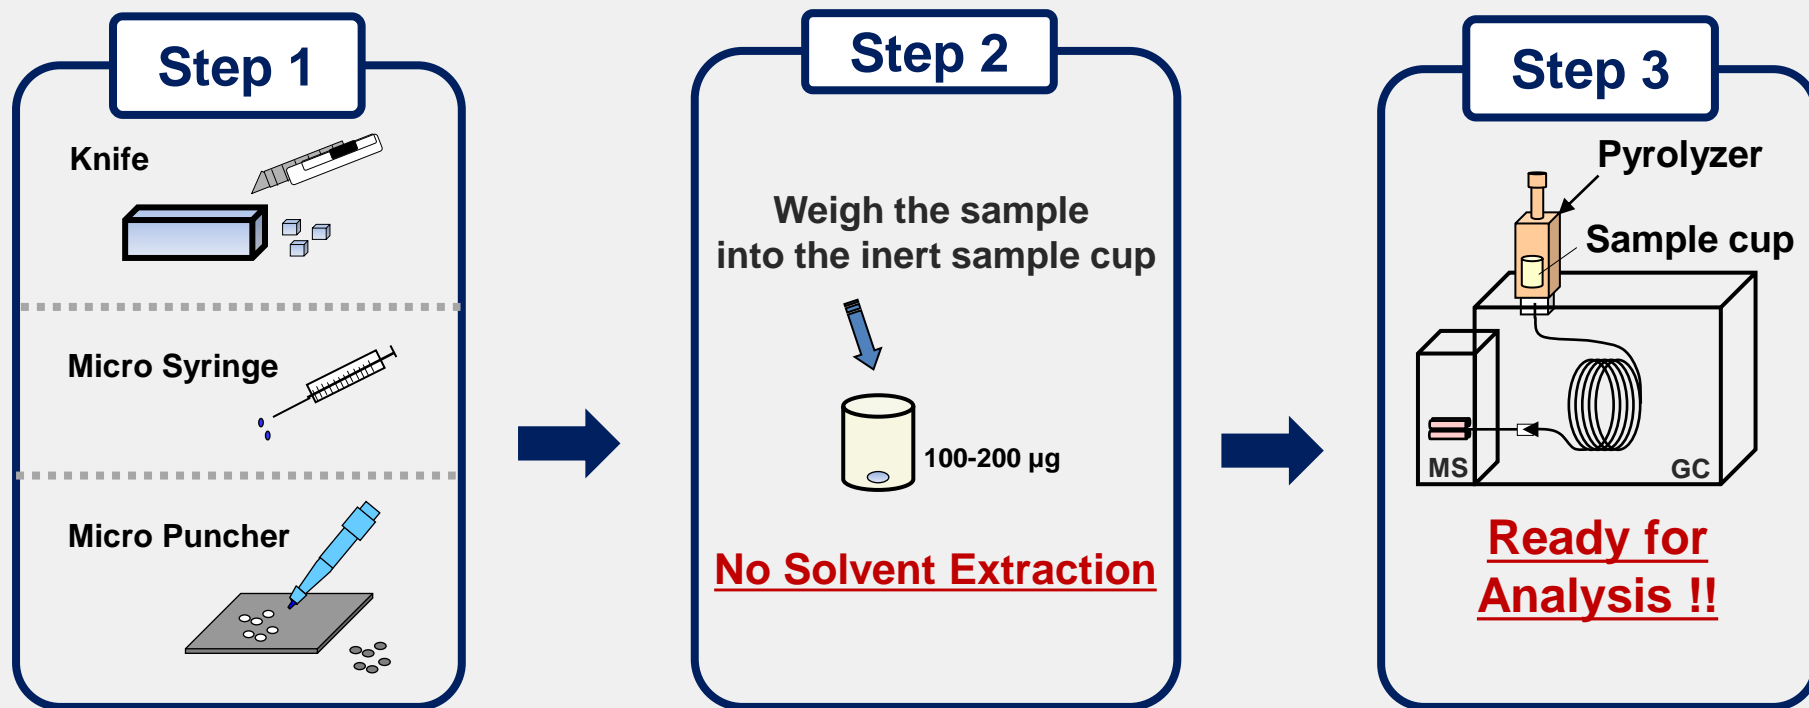 Step 1
Knife
Micro Syringe
Micro Puncher
Step 2
Weigh the sample
into the inert sample cup
100-200 µg
No Solvent Extraction
Step 3
Pyrolyzer
Sample cup
MS
GC
Ready for
Analysis !!